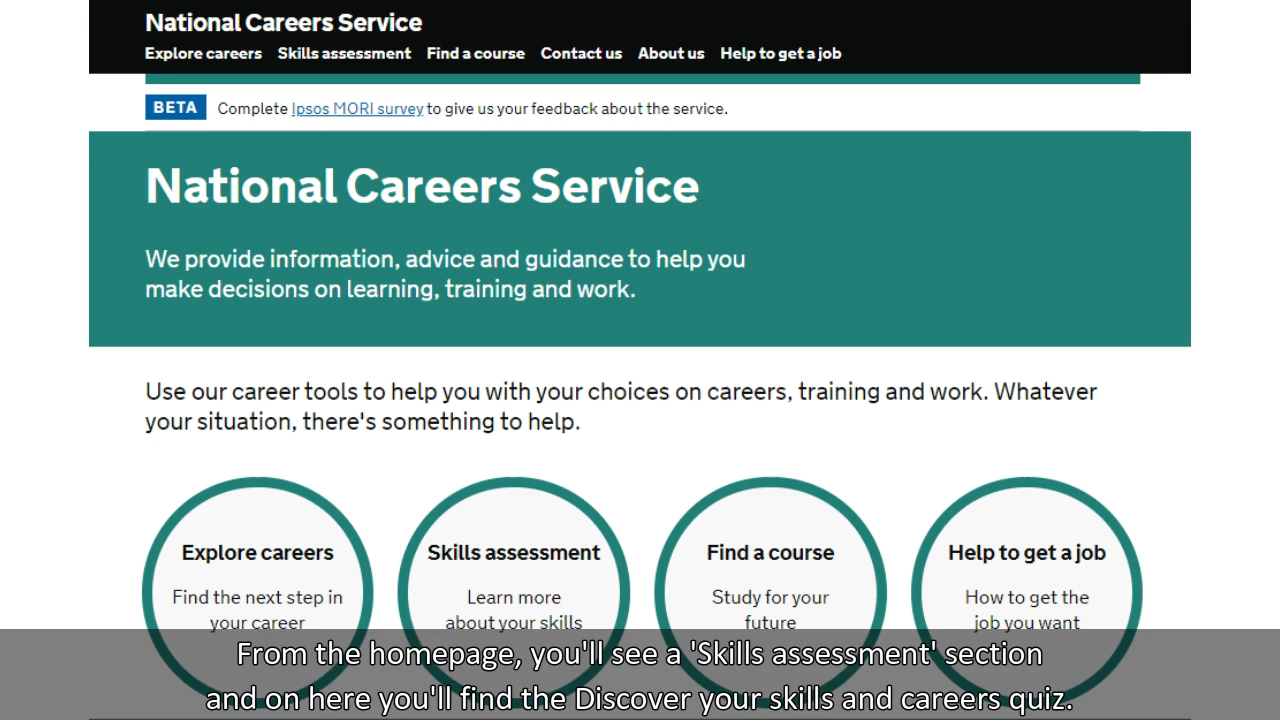 National Careers Service
Explore careers Skills assessment Find a course Contact us About us Help to get a job
BETA Complete Ipsos MORI survey to give us your feedback about the service.
National Careers Service
We provide information, advice and guidance to help you
make decisions on learning, training and work.
Use our career tools to help you with your choices on careers, training and work. Whatever
your situation, there's something to help.
Explore careers
Find the next step in
your career
Skills assessment
Learn more
about your skills
Find a course
Study for your
future
Help to get a job
How to get the
job you want
From the homepage, you'll see a 'Skills assessment' section
and on here you'll find the Discover your skills and careers quiz.